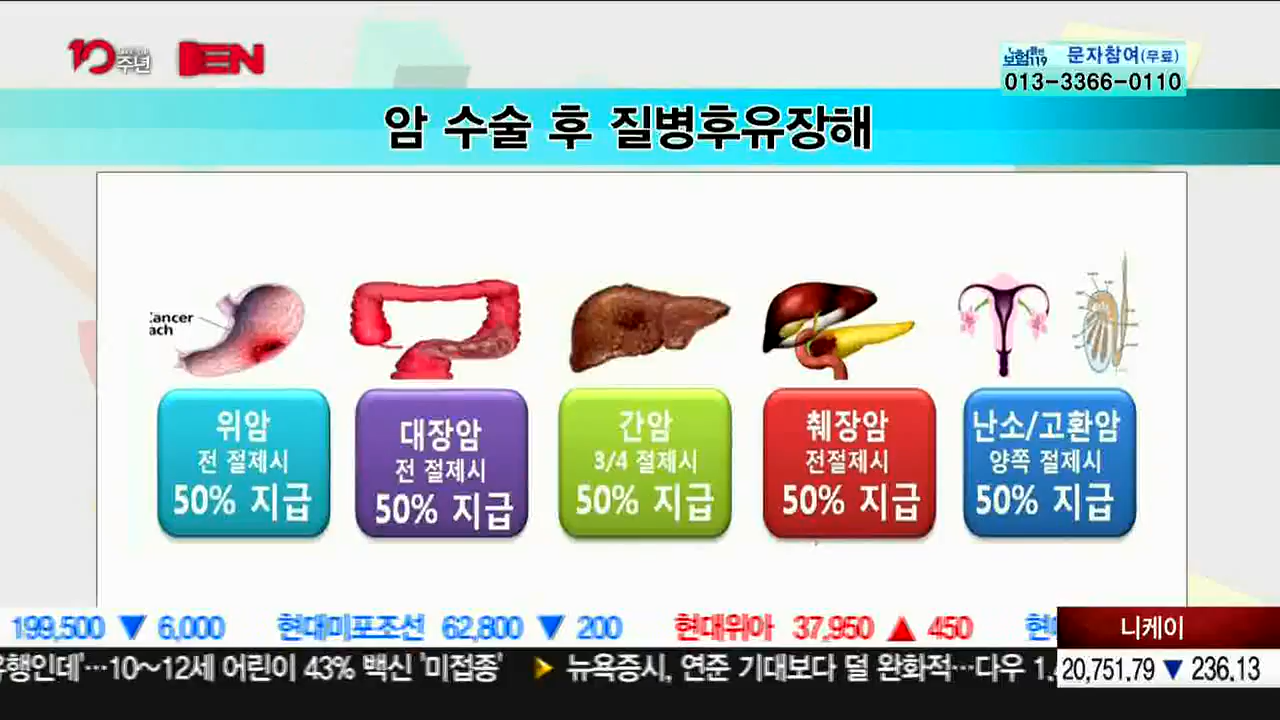 10주년
EN
보험
119
문자참여(무료)
013-3366-0110
암 수술 후 질병후유장해
ancer
ach
위암
전 절제시
50% 지급
대장암
전 절제시
50% 지급
간암
3/4 절제시
50% 지급
췌장암
전절제시
50% 지급
난소/고환암
양쪽 절제시
50% 지급
199,500 ▼ 6,000 현대미포조선 62,800 ▼ 200 현대위아 37,950 ▲ 450 현
니케이
행인데'…10~12세 어린이 43% 백신 '미접종' ▶ 뉴욕증시, 연준 기대보다 덜 완화적…다우 1.
20,751.79 ▼ 236.13